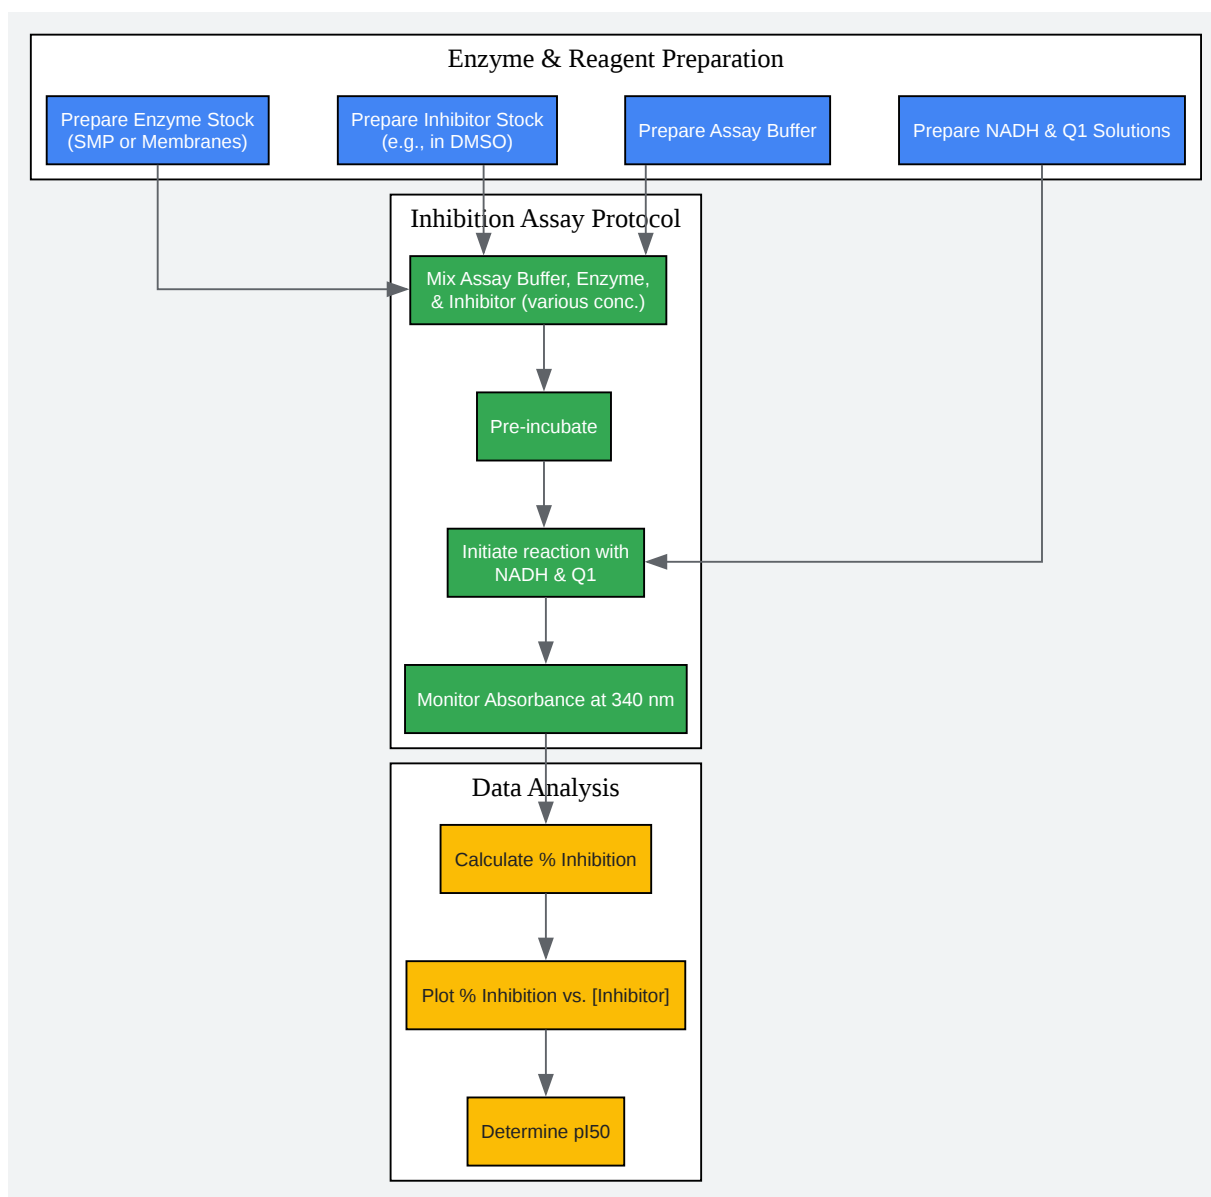 Enzyme & Reagent Preparation
Prepare Enzyme Stock
(SMP or Membranes)
Prepare Inhibitor Stock
(e.g., in DMSO)
Prepare Assay Buffer
Prepare NADH & Q1 Solutions
Inhibition Assay Protocol
Mix Assay Buffer, Enzyme,
& Inhibitor (various conc.)
Pre-incubate
Initiate reaction with
NADH & Q1
Monitor Absorbance at 340 nm
Data Analysis
Calculate % Inhibition
Plot % Inhibition vs. [Inhibitor]
Determine pI50